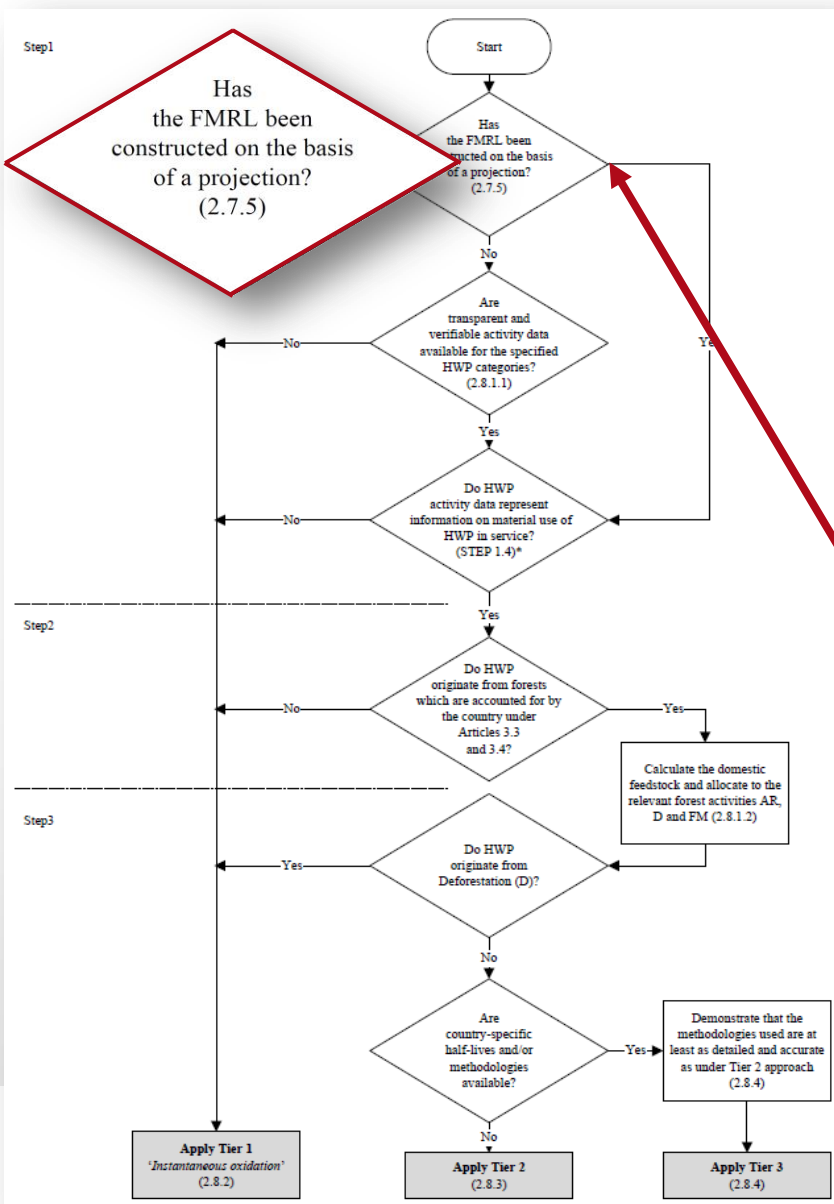 Step1
Start
Has
the FMRL been
constructed on the basis
of a projection?
(2.7.5)
Has
the FMRL been
tructed on the basis
of a projection?
(2.7.5)
No
Are
transparent and
verifiable activity data
available for the specified
HWP categories?
(2.8.1.1)
No
Ye
Yes
Do HWP
activity data represent
information on material use of
HWP in service?
(STEP 1.4)*
No
Yes
Step2
Do HWP
originate from forests
which are accounted for by
the country under
Articles 3.3
and 3.4?
No
Yes
Calculate the domestic
feedstock and allocate to the
relevant forest activities AR,
D and FM (2.8.1.2)
Step3
Do HWP
originate from
Deforestation (D)?
Yes
No
Are
country-specific
half-lives and/or
methodologies
available?
Yes
Demonstrate that the
methodologies used are at
least as detailed and accurate
as under Tier 2 approach
(2.8.4)
No
Apply Tier 1
‘Instantaneous oxidation’
(2.8.2)
Apply Tier 2
(2.8.3)
Apply Tier 3
(2.8.4)